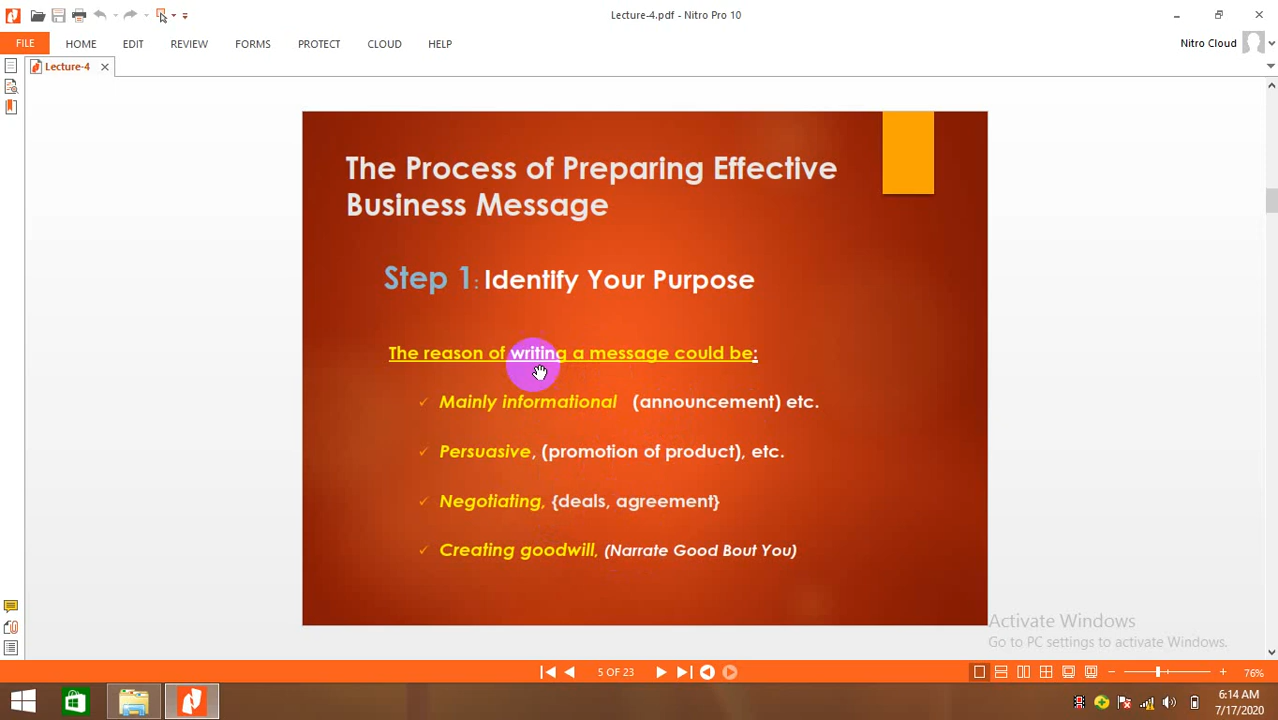 Lecture-4.pdf - Nitro Pro 10
FILE HOME EDIT REVIEW FORMS PROTECT CLOUD HELP Nitro Cloud
Lecture-4
The Process of Preparing Effective
Business Message
Step 1: Identify Your Purpose
The reason of writing a message could be:
Mainly informational (announcement) etc.
Persuasive, (promotion of product), etc.
Negotiating, {deals, agreement}
Creating goodwill, (Narrate Good Bout You)
Activate Windows
Go to PC settings to activate Windows.
5 OF 23 76%
6:14 AM
7/17/2020